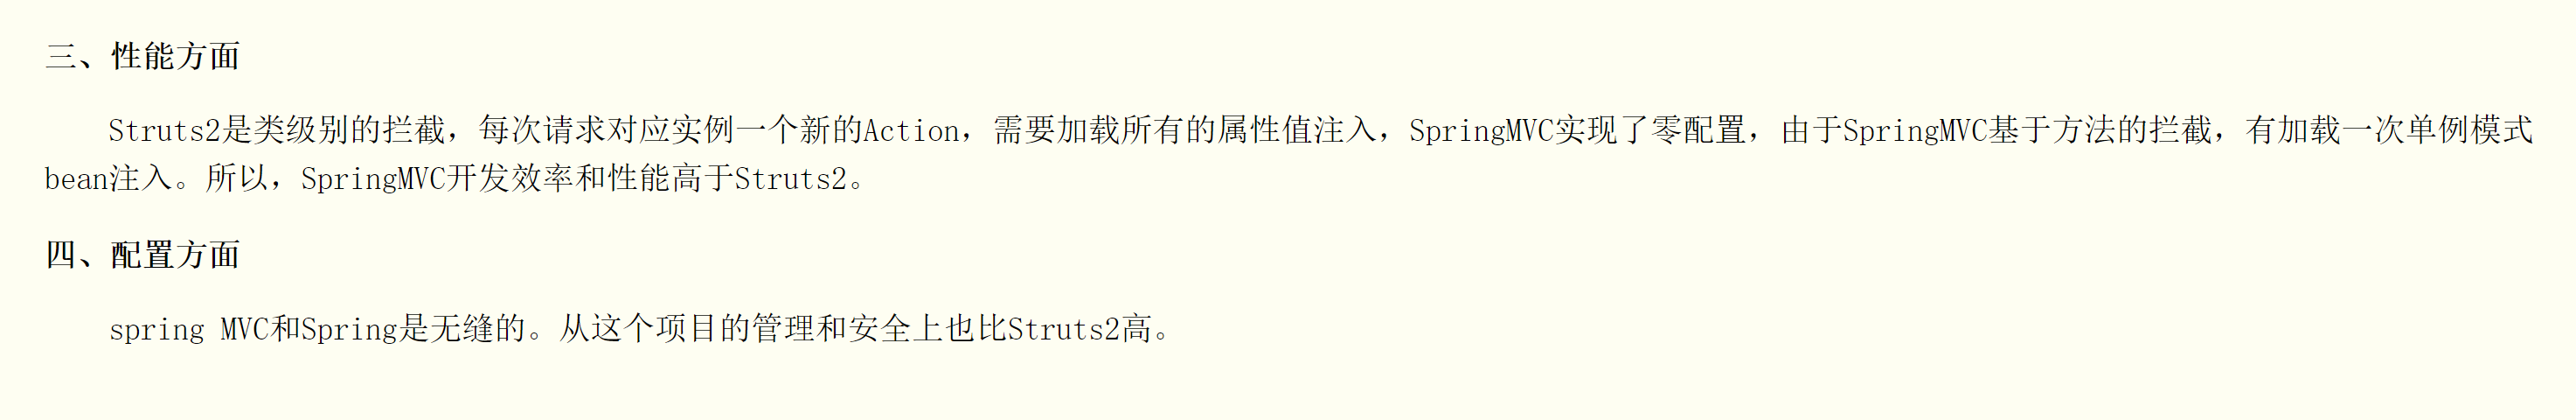 三、性能方面
Struts2是类级别的拦截，每次请求对应实例一个新的Action，需要加载所有的属性值注入，SpringMVC实现了零配置，由于SpringMVC基于方法的拦截，有加载一次单例模式
bean注入。所以，SpringMVC开发效率和性能高于Struts2。
四、配置方面
spring MVC和Spring是无缝的。从这个项目的管理和安全上也比Struts2高。